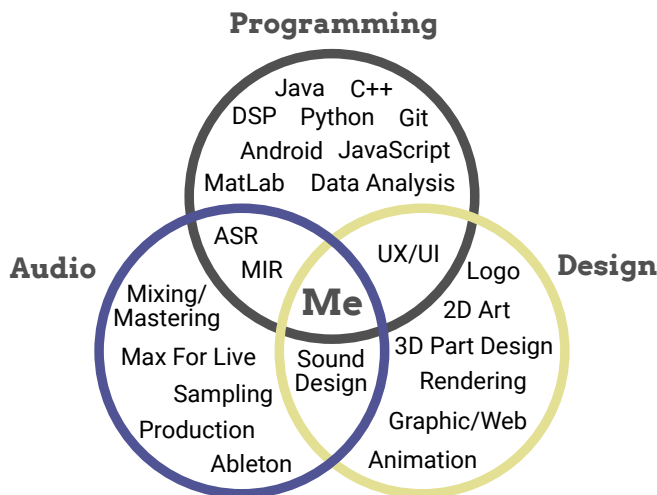 Programming
Java C++
DSP Python Git
Android JavaScript
MatLab Data Analysis
ASR
UX/UI
MIR
Audio
Design
Logo
Me
Mixing/
Mastering
2D Art
Max For Live
Sound
Design
3D Part Design
Sampling
Rendering
Production
Graphic/Web
Ableton
Animation